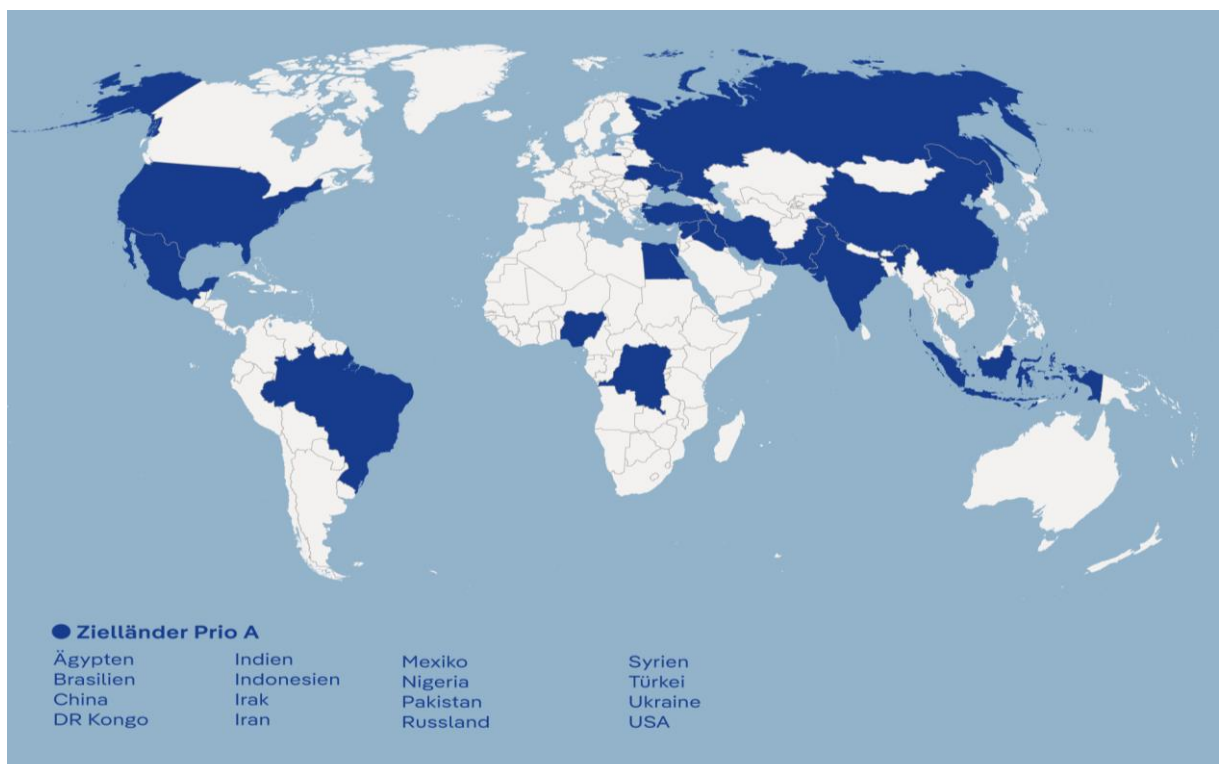 Zielländer Prio A
Ägypten
Brasilien
China
DR Kongo
Indien
Indonesien
Irak
Iran
Mexiko
Nigeria
Pakistan
Russland
Syrien
Türkei
Ukraine
USA